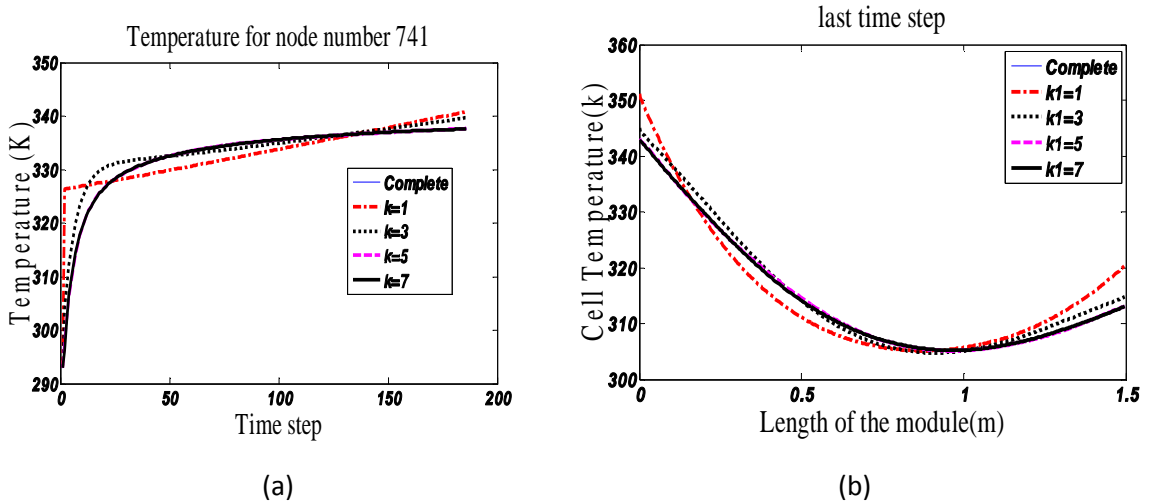 Temperature for node number 741
350
340
330
320
310
300
290
Temperature (K)
0
50
100
150
200
Time step
Complete
k=1
k=3
k=5
k=7
(a)
last time step
360
350
340
330
320
310
300
Cell Temperature(k)
0
0.5
1
1.5
Length of the module(m)
Complete
k1=1
k1=3
k1=5
k1=7
(b)